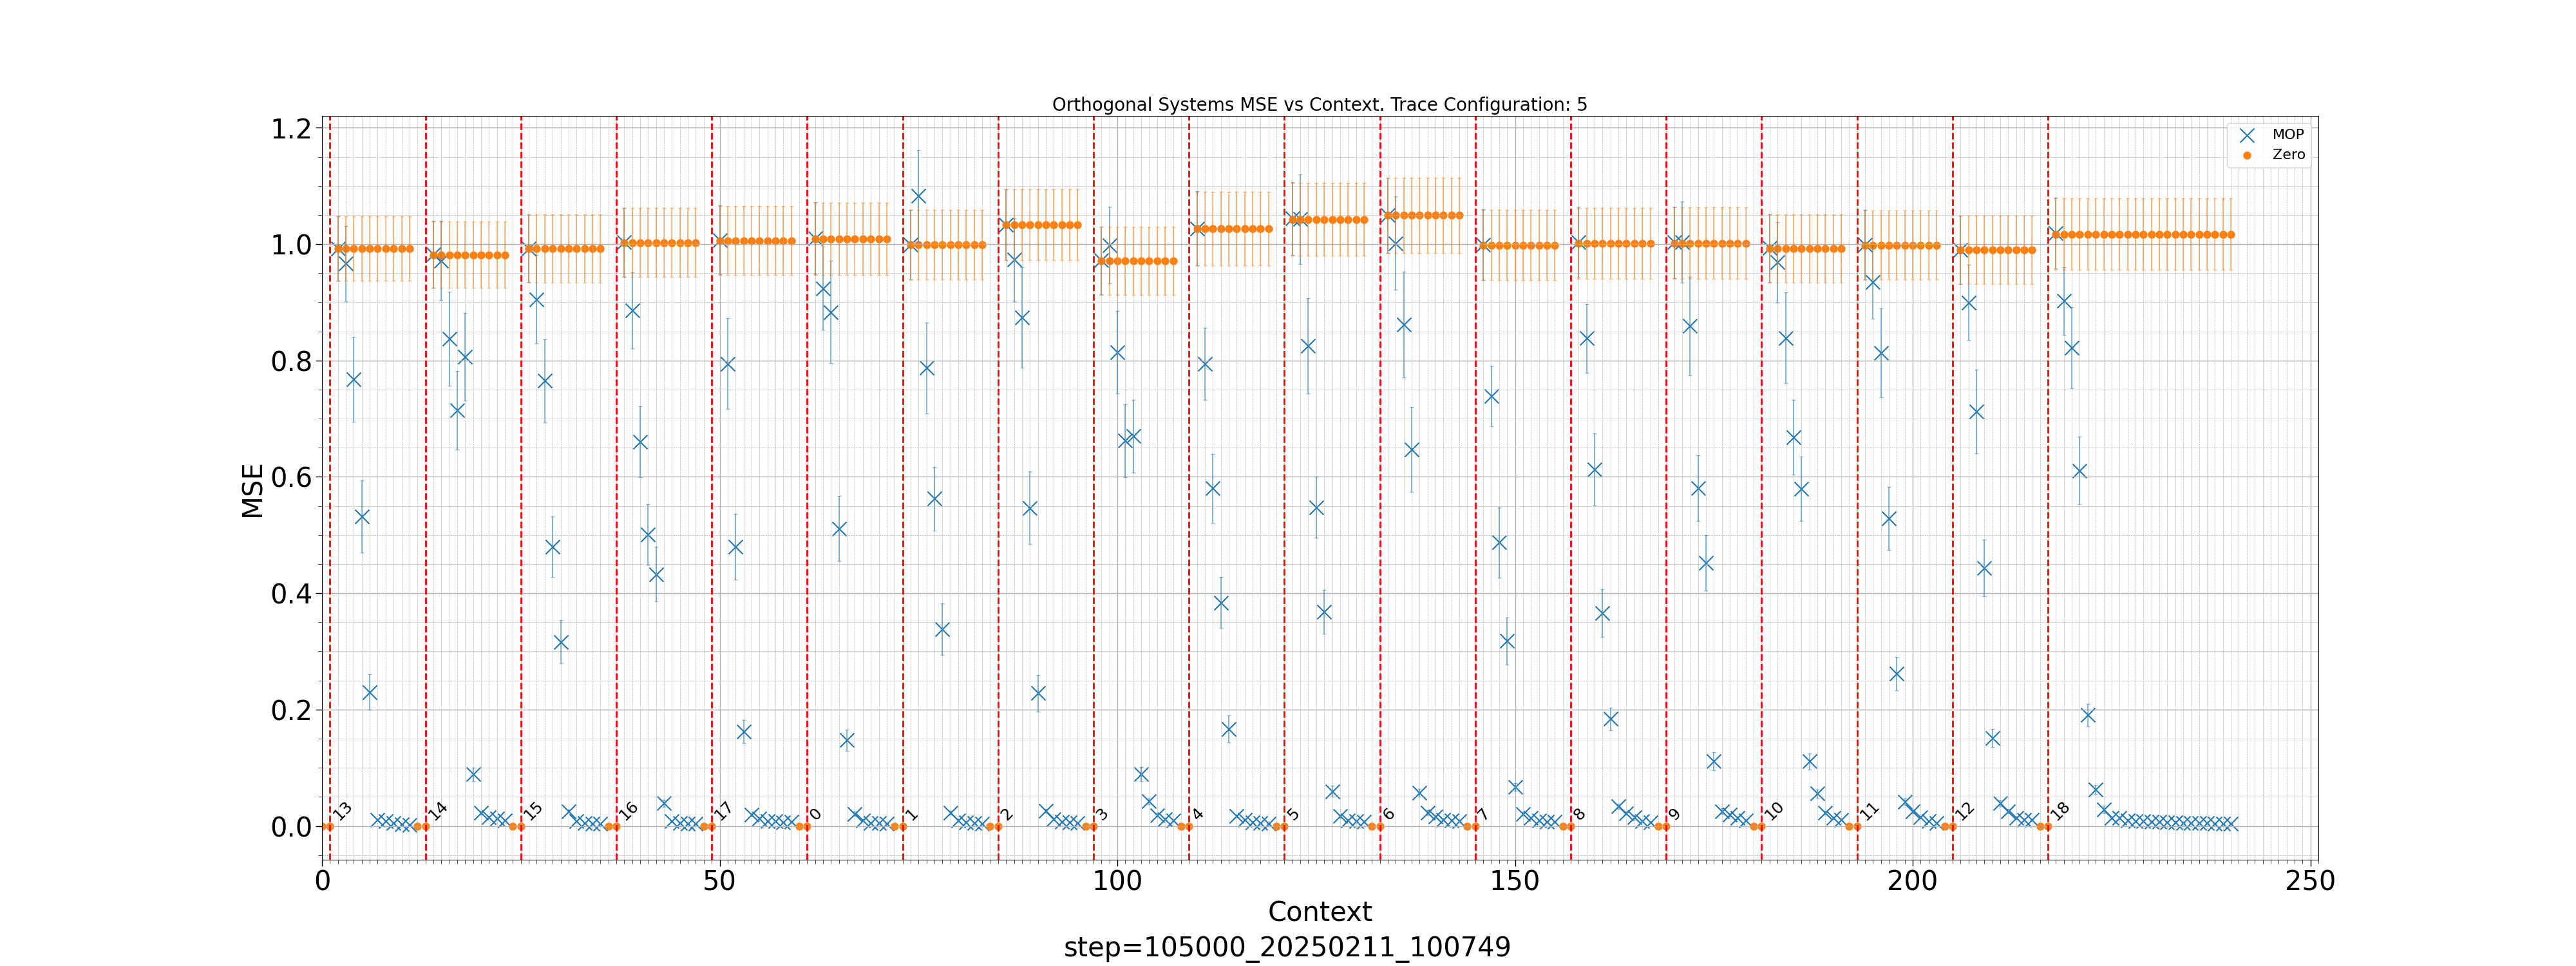 Orthogonal Systems MSE vs Context. Trace Configuration: 5
MOP
Zero
1.2
1.0
0.8
0.6
0.4
0.2
0.0
MSE
13 14 15 16 17 0 1 2 3 4 5 6 7 8 9 10 11 12 18
0 50 100 150 200 250
Context
step=105000_20250211_100749